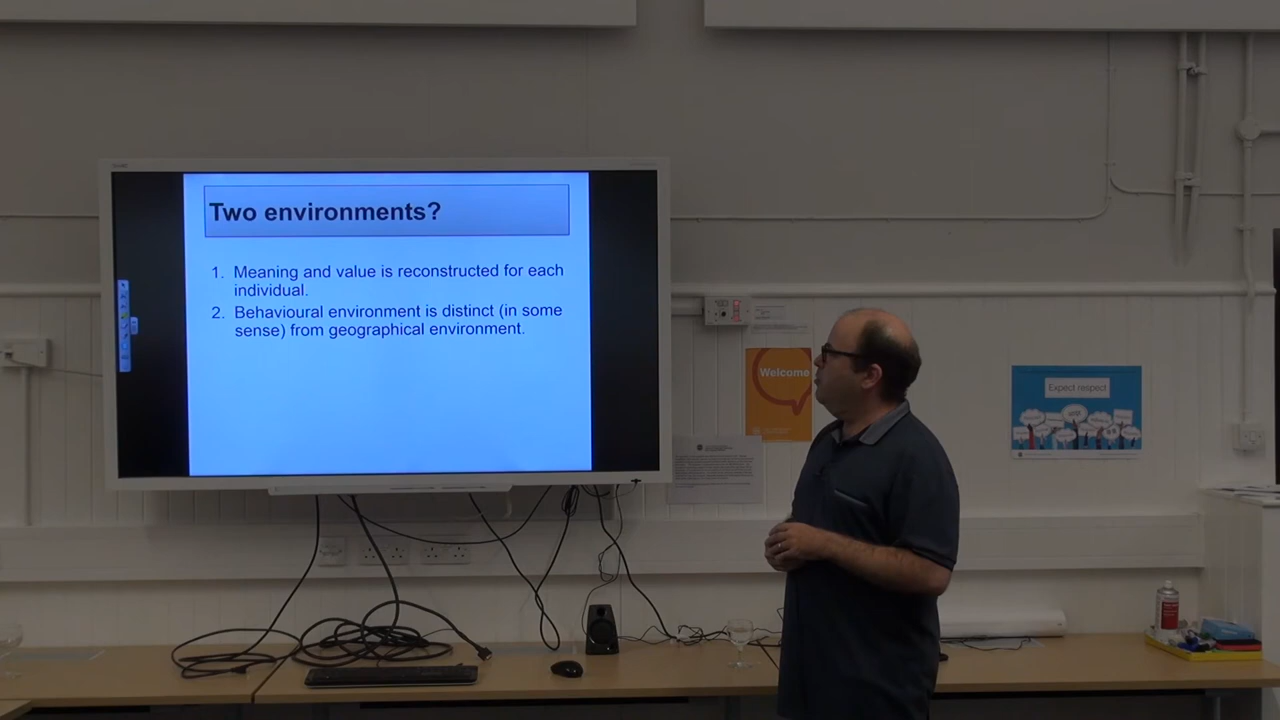 Two environments?
1. Meaning and value is reconstructed for each
individual.
2. Behavioural environment is distinct (in some
sense) from geographical environment.
Welcome
Expect respect